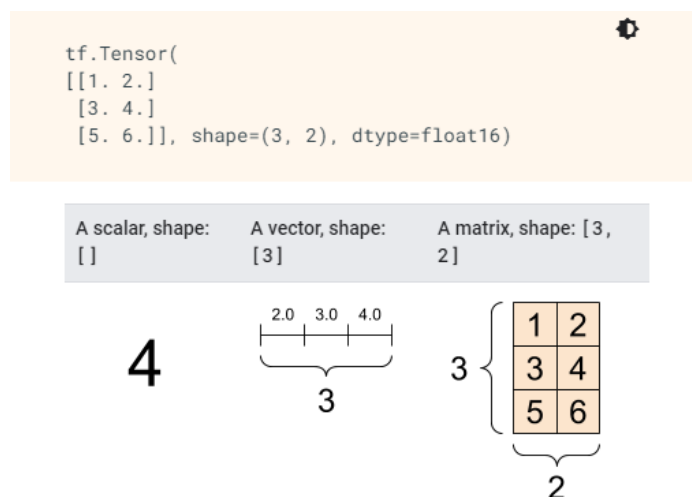 tf.Tensor(
[[1. 2.]
 [3. 4.]
 [5. 6.]], shape=(3, 2), dtype=float16)
A scalar, shape:
[]
A vector, shape:
[3]
A matrix, shape: [3,
2]
4
2.0 3.0 4.0
3
3
1 2
3 4
5 6
2